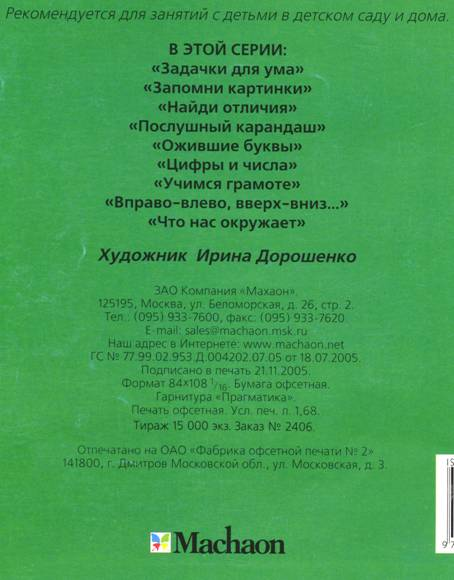 Рекомендуется для занятий с детьми в детском саду и дома.
В ЭТОЙ СЕРИИ:
«Задачки для ума»
«Запомни картинки»
«Найди отличия»
«Послушный карандаш»
«Ожившие буквы»
«Цифры и числа»
«Учимся грамоте»
«Вправо-влево, вверх-вниз...»
«Что нас окружает»
Художник Ирина Дорошенко
ЗАО Компания «Махаон».
125195, Москва, ул. Беломорская, д. 26, стр. 2.
Тел.: (095) 933-7600, факс: (095) 933-7620.
E-mail: sales@machaon.msk.ru
Наш адрес в Интернете: www.machaon.net
ГС № 77.99.02.953.Д.004202.07.05 от 18.07.2005.
Подписано в печать 21.11.2005.
Формат 84×108 1/16. Бумага офсетная.
Гарнитура «Прагматика».
Печать офсетная. Усл. печ. л. 1,68.
Тираж 15 000 экз. Заказ № 2406.
Отпечатано на ОАО «Фабрика офсетной печати № 2»
141800, г. Дмитров Московской обл., ул. Московская, д. 3.
Machaon